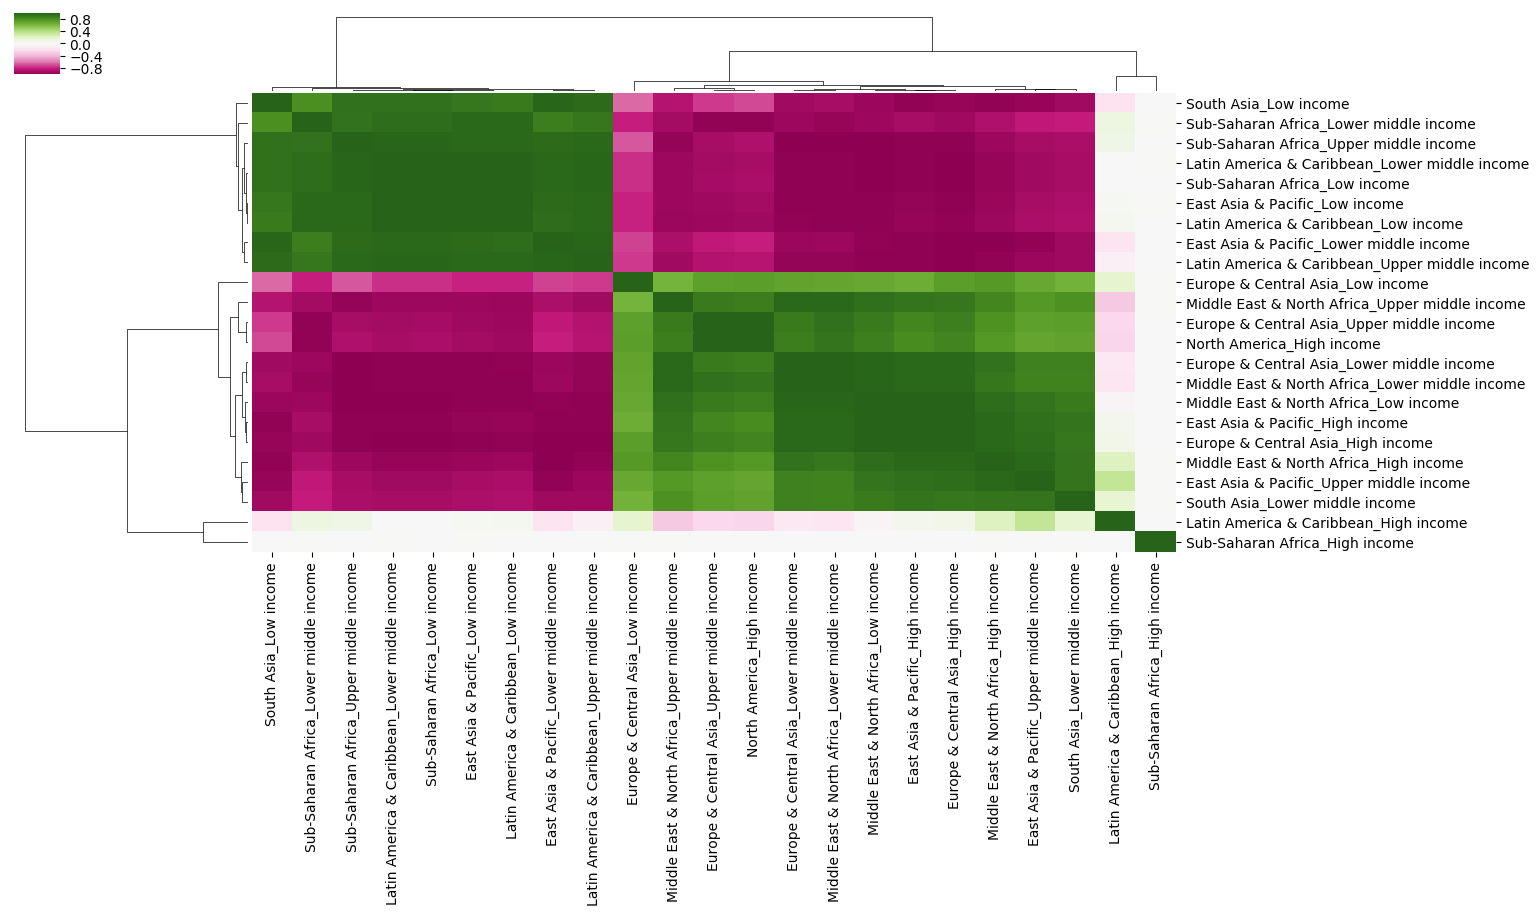 0.8
0.4
0.0
−0.4
−0.8
South Asia_Low income
Sub-Saharan Africa_Lower middle income
Sub-Saharan Africa_Upper middle income
Latin America & Caribbean_Lower middle income
Sub-Saharan Africa_Low income
East Asia & Pacific_Low income
Latin America & Caribbean_Low income
East Asia & Pacific_Lower middle income
Latin America & Caribbean_Upper middle income
Europe & Central Asia_Low income
Middle East & North Africa_Upper middle income
Europe & Central Asia_Upper middle income
North America_High income
Europe & Central Asia_Lower middle income
Middle East & North Africa_Lower middle income
Middle East & North Africa_Low income
East Asia & Pacific_High income
Europe & Central Asia_High income
Middle East & North Africa_High income
East Asia & Pacific_Upper middle income
South Asia_Lower middle income
Latin America & Caribbean_High income
Sub-Saharan Africa_High income
South Asia_Low income
Sub-Saharan Africa_Lower middle income
Sub-Saharan Africa_Upper middle income
Latin America & Caribbean_Lower middle income
Sub-Saharan Africa_Low income
East Asia & Pacific_Low income
Latin America & Caribbean_Low income
East Asia & Pacific_Lower middle income
Latin America & Caribbean_Upper middle income
Europe & Central Asia_Low income
Middle East & North Africa_Upper middle income
Europe & Central Asia_Upper middle income
North America_High income
Europe & Central Asia_Lower middle income
Middle East & North Africa_Lower middle income
Middle East & North Africa_Low income
East Asia & Pacific_High income
Europe & Central Asia_High income
Middle East & North Africa_High income
East Asia & Pacific_Upper middle income
South Asia_Lower middle income
Latin America & Caribbean_High income
Sub-Saharan Africa_High income